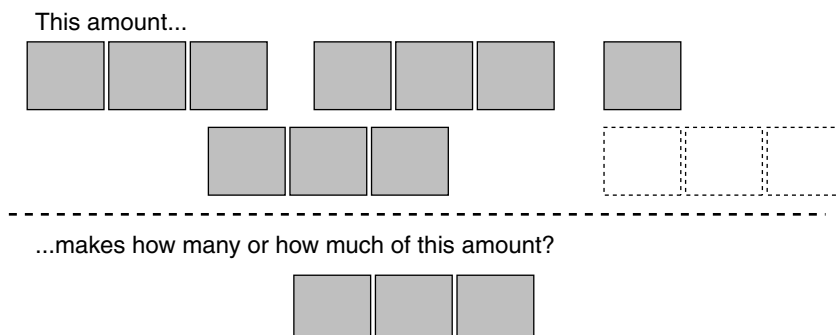 This amount...
...makes how many or how much of this amount?